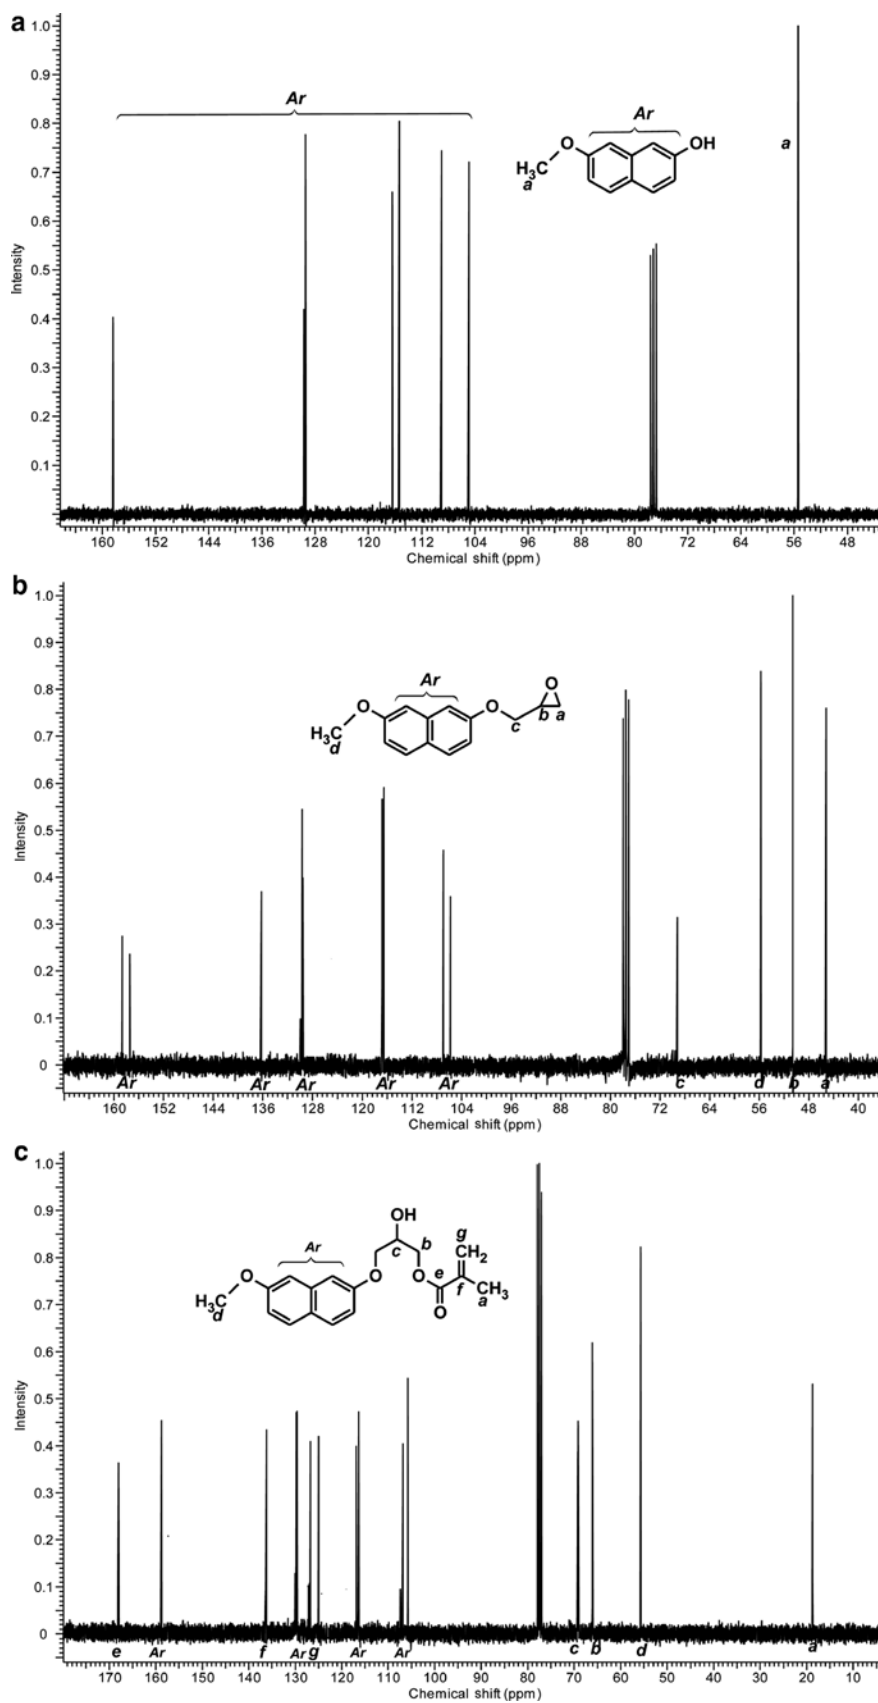 a
1.0
0.9
0.8
0.7
0.6
0.5
0.4
0.3
0.2
0.1
Intensity
Ar
Ar
O
OH
H3C
a
a
160 152 144 136 128 120 112 104 96 88 80 72 64 56 48
Chemical shift (ppm)
b
1.0
0.9
0.8
0.7
0.6
0.5
0.4
0.3
0.2
0.1
0
Intensity
Ar
O
O
O
H3C
d
c
b
a
Ar Ar Ar Ar Ar c d b a
160 152 144 136 128 120 112 104 96 88 80 72 64 56 48 40
Chemical shift (ppm)
c
1.0
0.9
0.8
0.7
0.6
0.5
0.4
0.3
0.2
0.1
0
Intensity
OH
Ar
c
b
g
CH2
O
O
O
e
f
H3C
d
O
a
CH3
e Ar f Ar g Ar Ar c b d a
170 160 150 140 130 120 110 100 90 80 70 60 50 40 30 20 10
Chemical shift (ppm)